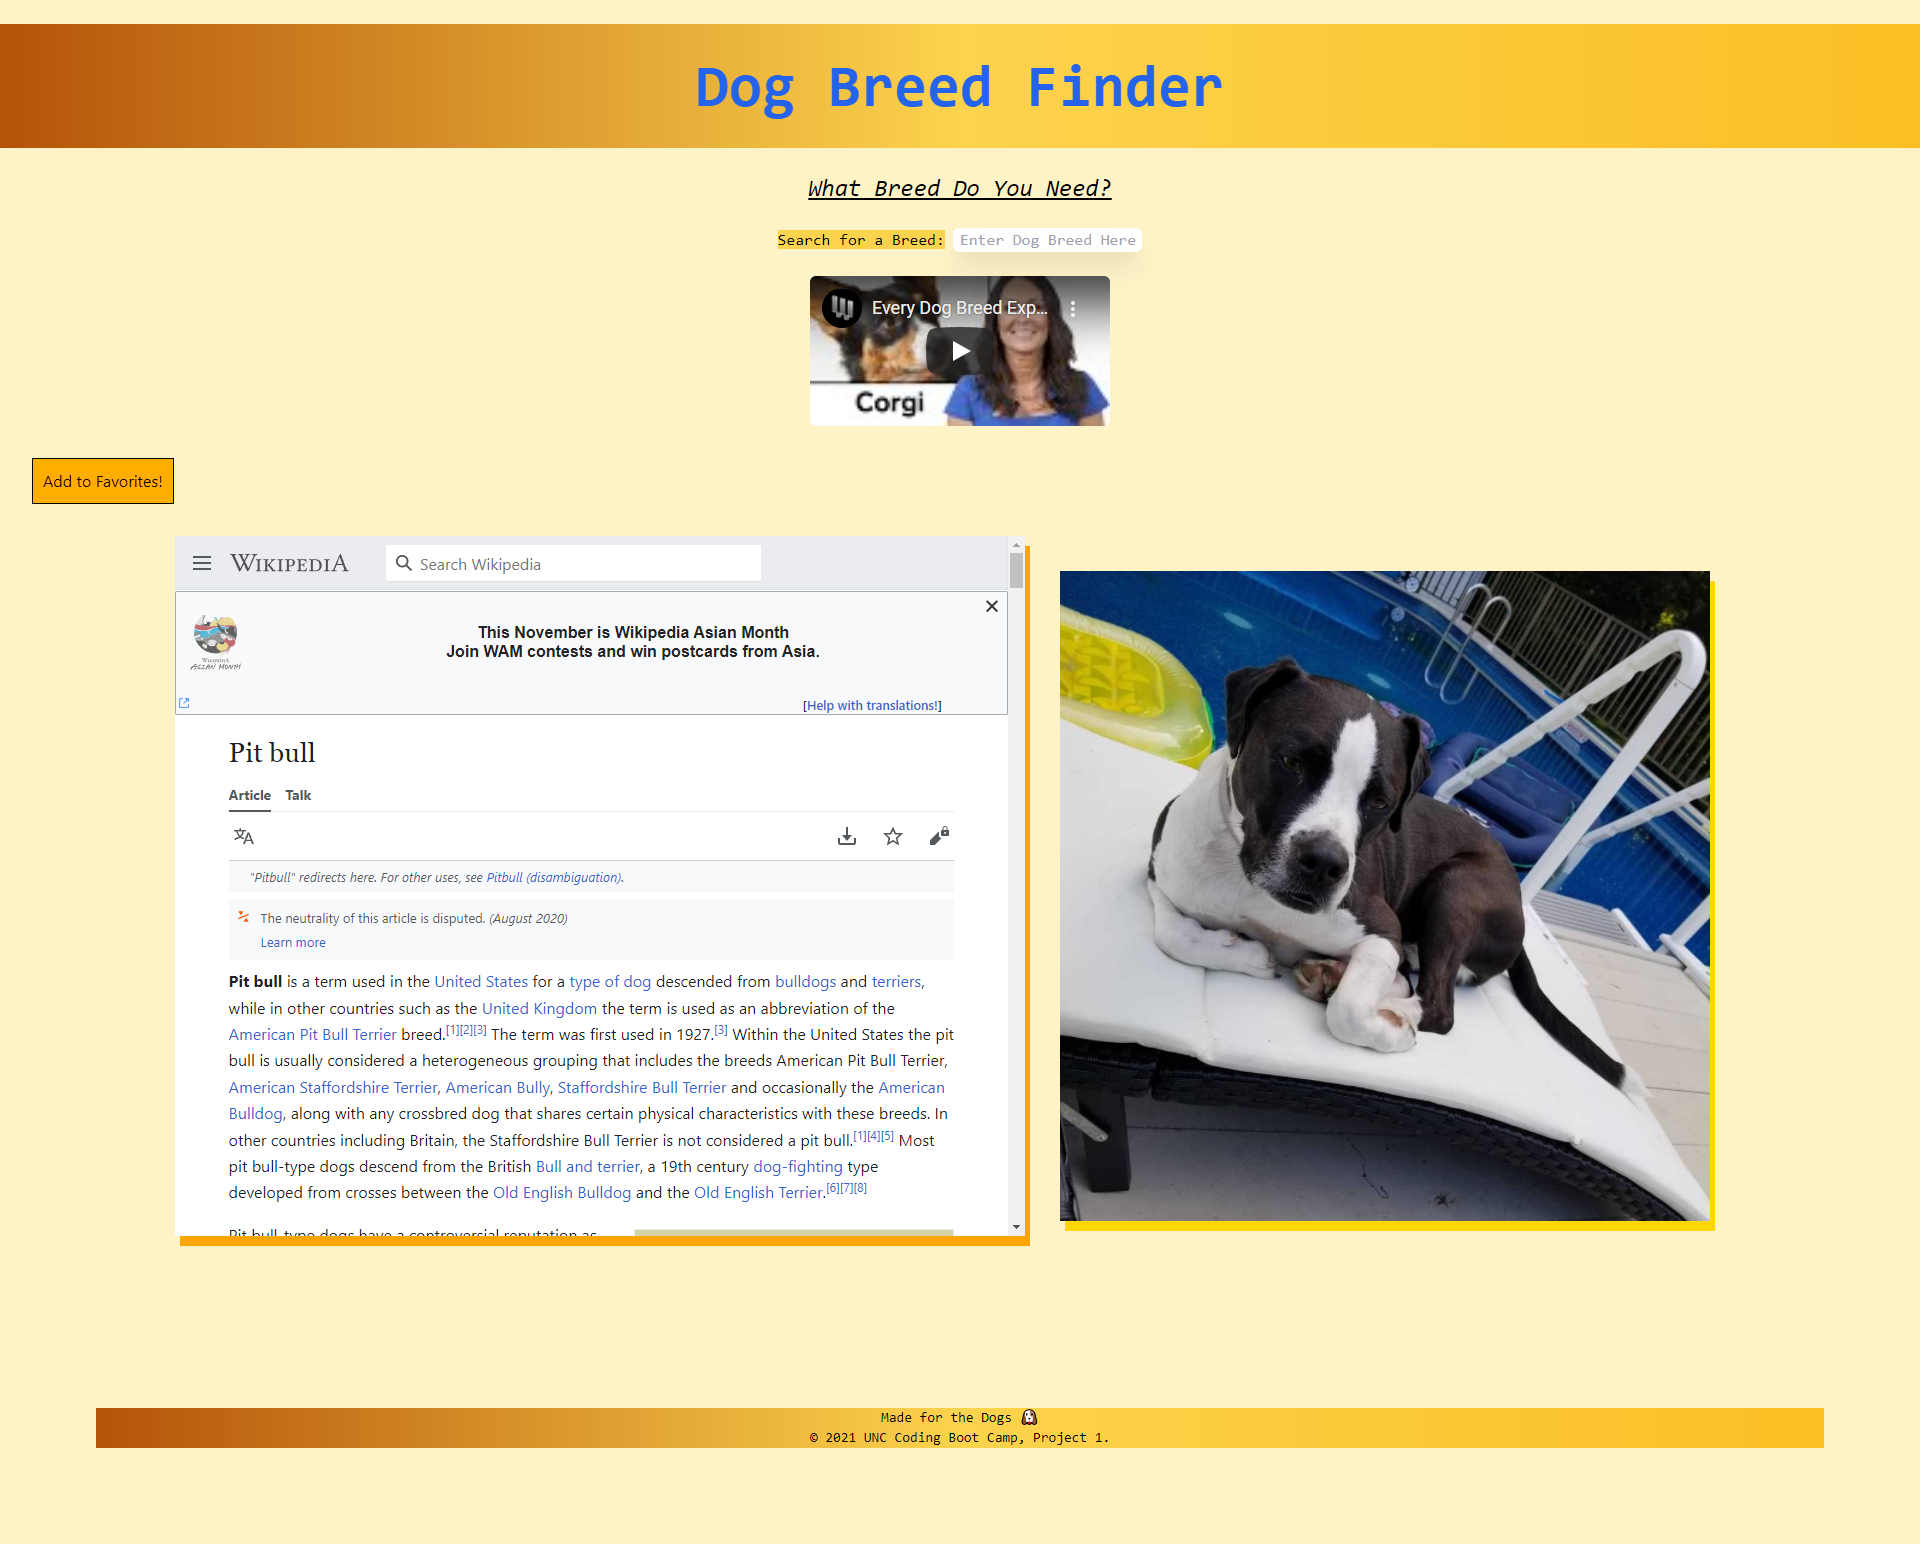 Dog Breed Finder
What Breed Do You Need?
Search for a Breed: Enter Dog Breed Here
Every Dog Breed Exp...
Corgi
Add to Favorites!
WIKIPEDIA
Search Wikipedia
This November is Wikipedia Asian Month
Join WAM contests and win postcards from Asia.
WIKIPEDIA
ASIAN MONTH
[Help with translations!]
Pit bull
Article Talk
"Pitbull" redirects here. For other uses, see Pitbull (disambiguation).
The neutrality of this article is disputed. (August 2020)
Learn more
Pit bull is a term used in the United States for a type of dog descended from bulldogs and terriers,
while in other countries such as the United Kingdom the term is used as an abbreviation of the
American Pit Bull Terrier breed.[1][2][3] The term was first used in 1927.[3] Within the United States the pit
bull is usually considered a heterogeneous grouping that includes the breeds American Pit Bull Terrier,
American Staffordshire Terrier, American Bully, Staffordshire Bull Terrier and occasionally the American
Bulldog, along with any crossbred dog that shares certain physical characteristics with these breeds. In
other countries including Britain, the Staffordshire Bull Terrier is not considered a pit bull.[1][4][5] Most
pit bull-type dogs descend from the British Bull and terrier, a 19th century dog-fighting type
developed from crosses between the Old English Bulldog and the Old English Terrier.[6][7][8]
Pit bull-type dogs have a controversial reputation as
Made for the Dogs
© 2021 UNC Coding Boot Camp, Project 1.